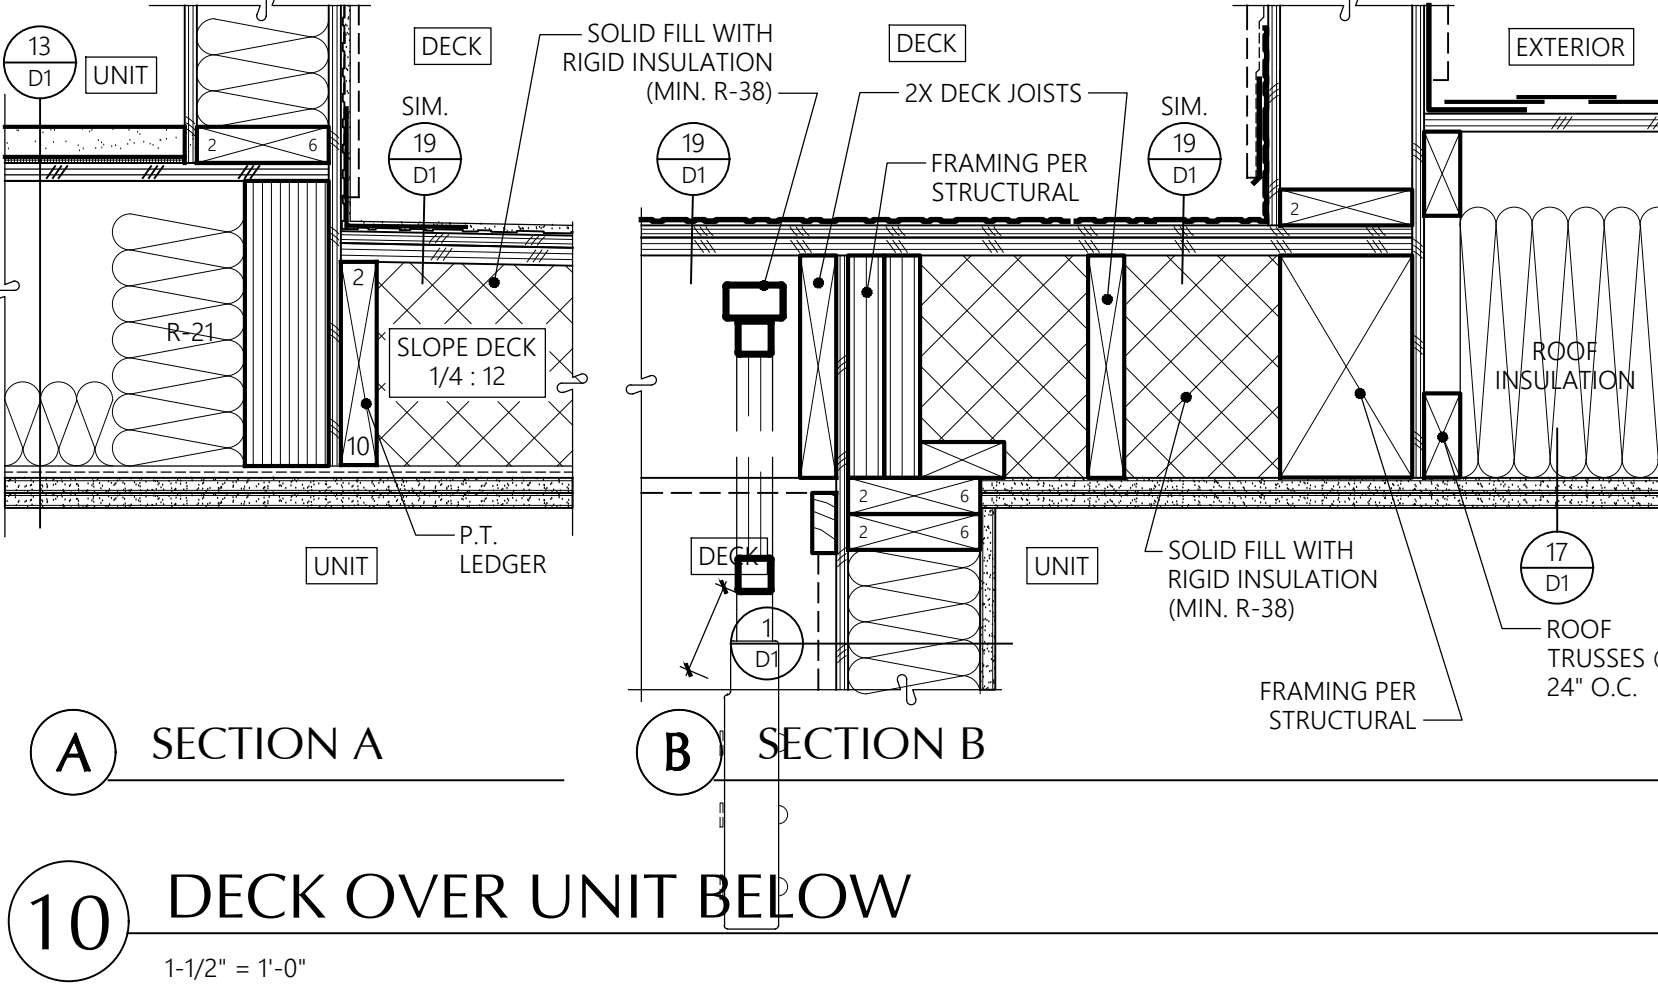 13
D1
UNIT
DECK
SOLID FILL WITH
RIGID INSULATION
(MIN. R-38)
DECK
EXTERIOR
2X DECK JOISTS
SIM.
19
D1
19
D1
SIM.
19
D1
FRAMING PER
STRUCTURAL
2 6
2
R-21
2
SLOPE DECK
1/4 : 12
10
ROOF
INSULATION
2 6
2 6
P.T.
LEDGER
UNIT
DECK
UNIT
SOLID FILL WITH
RIGID INSULATION
(MIN. R-38)
17
D1
1
D1
ROOF
TRUSSES
24" O.C.
FRAMING PER
STRUCTURAL
A SECTION A
B SECTION B
10 DECK OVER UNIT BELOW
1-1/2" = 1'-0"